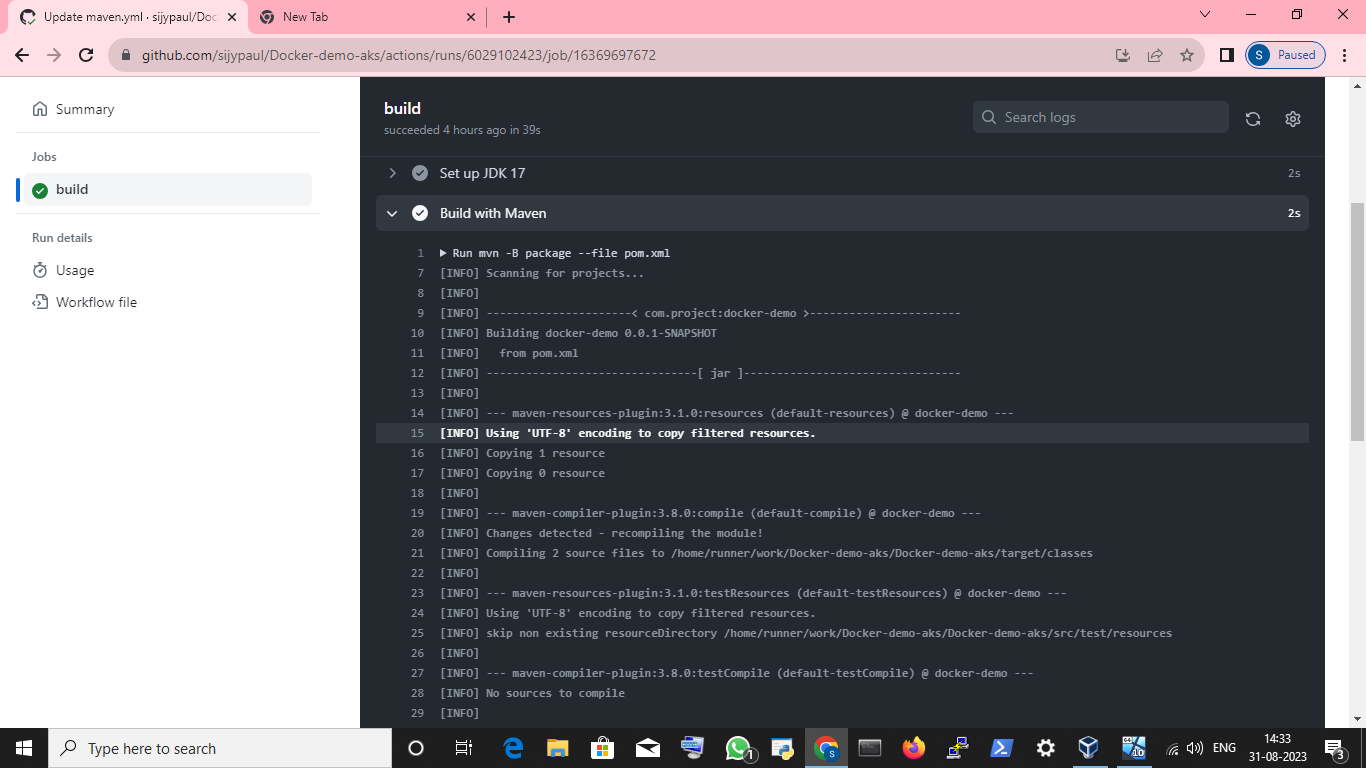 Update maven.yml · sijypaul/Doc
New Tab
github.com/sijypaul/Docker-demo-aks/actions/runs/6029102423/job/16369697672
S
Paused
Summary
Jobs
build
Run details
Usage
Workflow file
build
succeeded 4 hours ago in 39s
Search logs
Set up JDK 17
2s
Build with Maven
2s
1 Run mvn -B package --file pom.xml
7 [INFO] Scanning for projects...
8 [INFO]
9 [INFO] ----------------------< com.project:docker-demo >-----------------------
10 [INFO] Building docker-demo 0.0.1-SNAPSHOT
11 [INFO]   from pom.xml
12 [INFO] --------------------------------[ jar ]---------------------------------
13 [INFO]
14 [INFO] --- maven-resources-plugin:3.1.0:resources (default-resources) @ docker-demo ---
15 [INFO] Using 'UTF-8' encoding to copy filtered resources.
16 [INFO] Copying 1 resource
17 [INFO] Copying 0 resource
18 [INFO]
19 [INFO] --- maven-compiler-plugin:3.8.0:compile (default-compile) @ docker-demo ---
20 [INFO] Changes detected - recompiling the module!
21 [INFO] Compiling 2 source files to /home/runner/work/Docker-demo-aks/Docker-demo-aks/target/classes
22 [INFO]
23 [INFO] --- maven-resources-plugin:3.1.0:testResources (default-testResources) @ docker-demo ---
24 [INFO] Using 'UTF-8' encoding to copy filtered resources.
25 [INFO] skip non existing resourceDirectory /home/runner/work/Docker-demo-aks/Docker-demo-aks/src/test/resources
26 [INFO]
27 [INFO] --- maven-compiler-plugin:3.8.0:testCompile (default-testCompile) @ docker-demo ---
28 [INFO] No sources to compile
29 [INFO]
Type here to search
1
S
ENG
14:33
31-08-2023
3